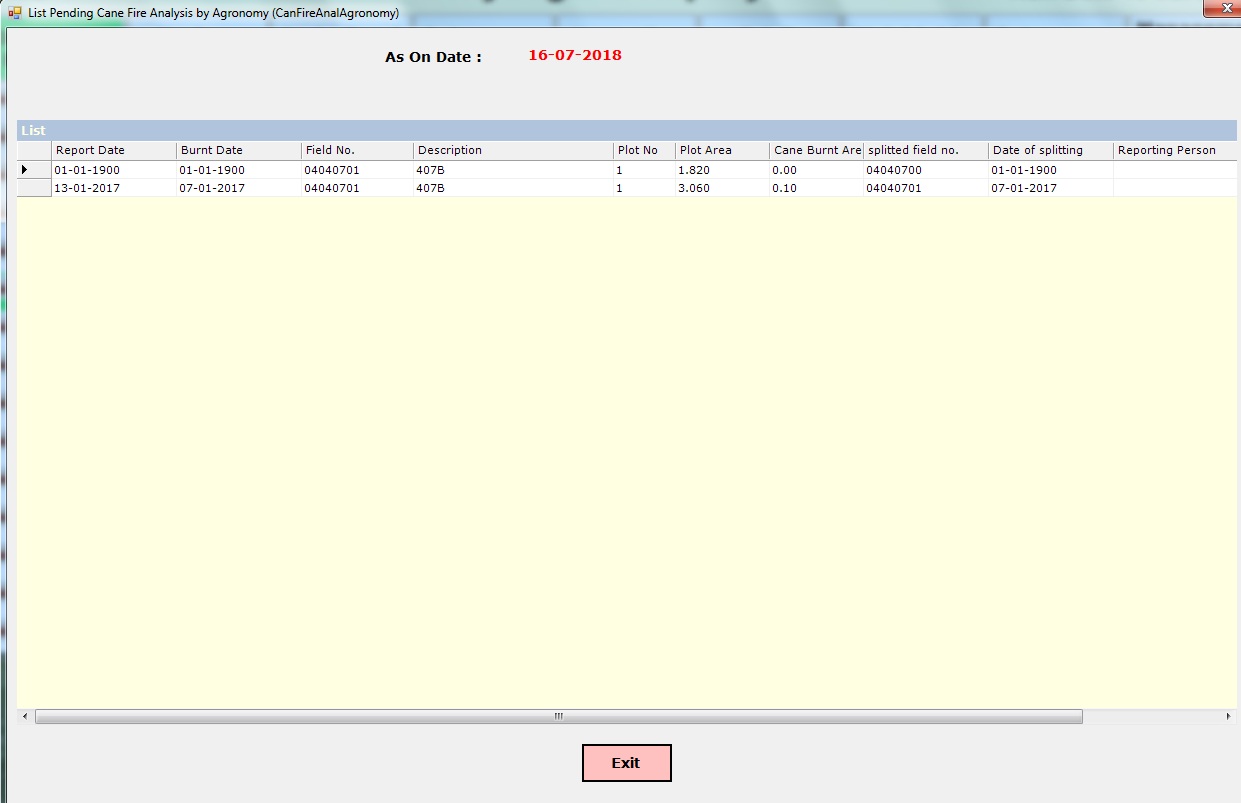 List Pending Cane Fire Analysis by Agronomy (CanFireAnalAgronomy)
As On Date : 16-07-2018
List
Report Date Burnt Date Field No. Description Plot No Plot Area Cane Burnt Are splitted field no. Date of splitting Reporting Person
01-01-1900 01-01-1900 04040701 407B 1 1.820 0.00 04040700 01-01-1900
13-01-2017 07-01-2017 04040701 407B 1 3.060 0.10 04040701 07-01-2017
Exit